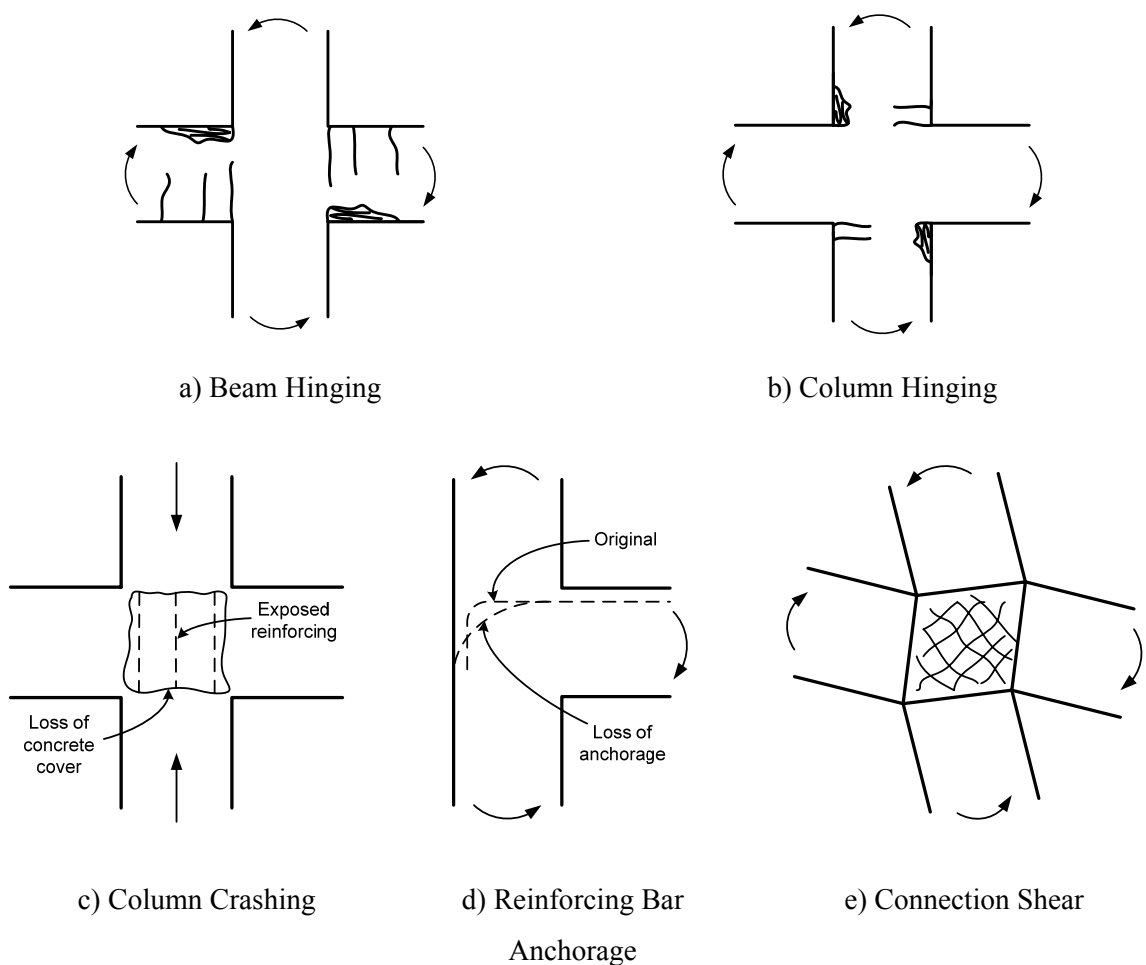 a) Beam Hinging
b) Column Hinging
Exposed
reinforcing
Loss of
concrete
cover
Original
Loss of
anchorage
c) Column Crashing
d) Reinforcing Bar
Anchorage
e) Connection Shear